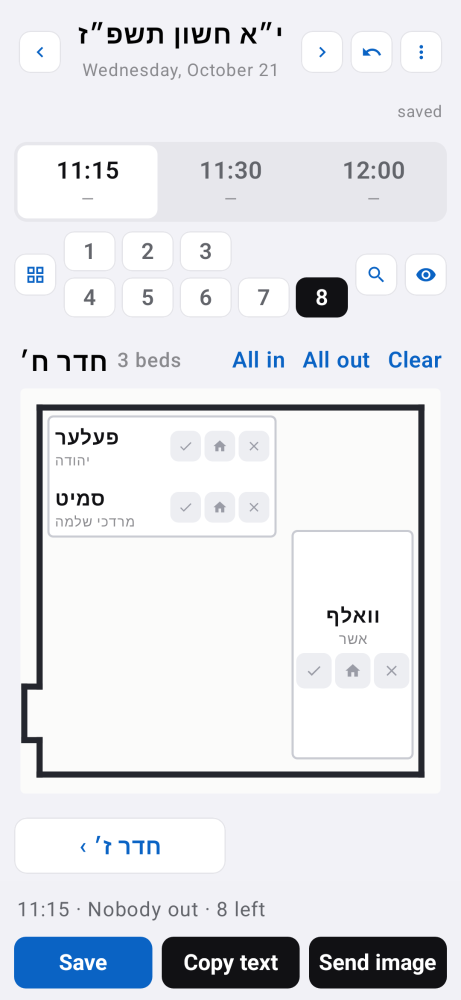 י״א חשון תשפ״ז
Wednesday, October 21
saved
11:15
–
11:30
–
12:00
–
1 2 3
4 5 6 7 8
חדר ח׳ 3 beds All in All out Clear
פעלער
יהודה
סמיט
מרדכי שלמה
וואלף
אשר
חדר ז׳ ›
11:15 · Nobody out · 8 left
Save Copy text Send image